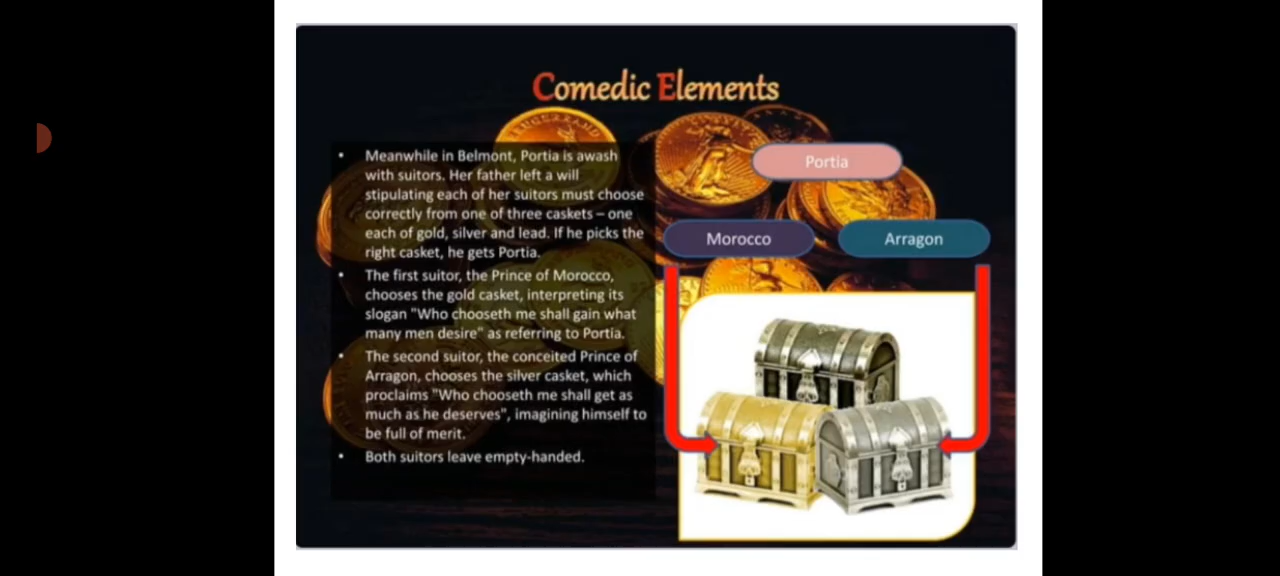 Comedic Elements
• Meanwhile in Belmont, Portia is awash
with suitors. Her father left a will
stipulating each of her suitors must choose
correctly from one of three caskets – one
each of gold, silver and lead. If he picks the
right casket, he gets Portia.
• The first suitor, the Prince of Morocco,
chooses the gold casket, interpreting its
slogan "Who chooseth me shall gain what
many men desire" as referring to Portia.
• The second suitor, the conceited Prince of
Arragon, chooses the silver casket, which
proclaims "Who chooseth me shall get as
much as he deserves", imagining himself to
be full of merit.
• Both suitors leave empty-handed.
Portia
Morocco
Arragon